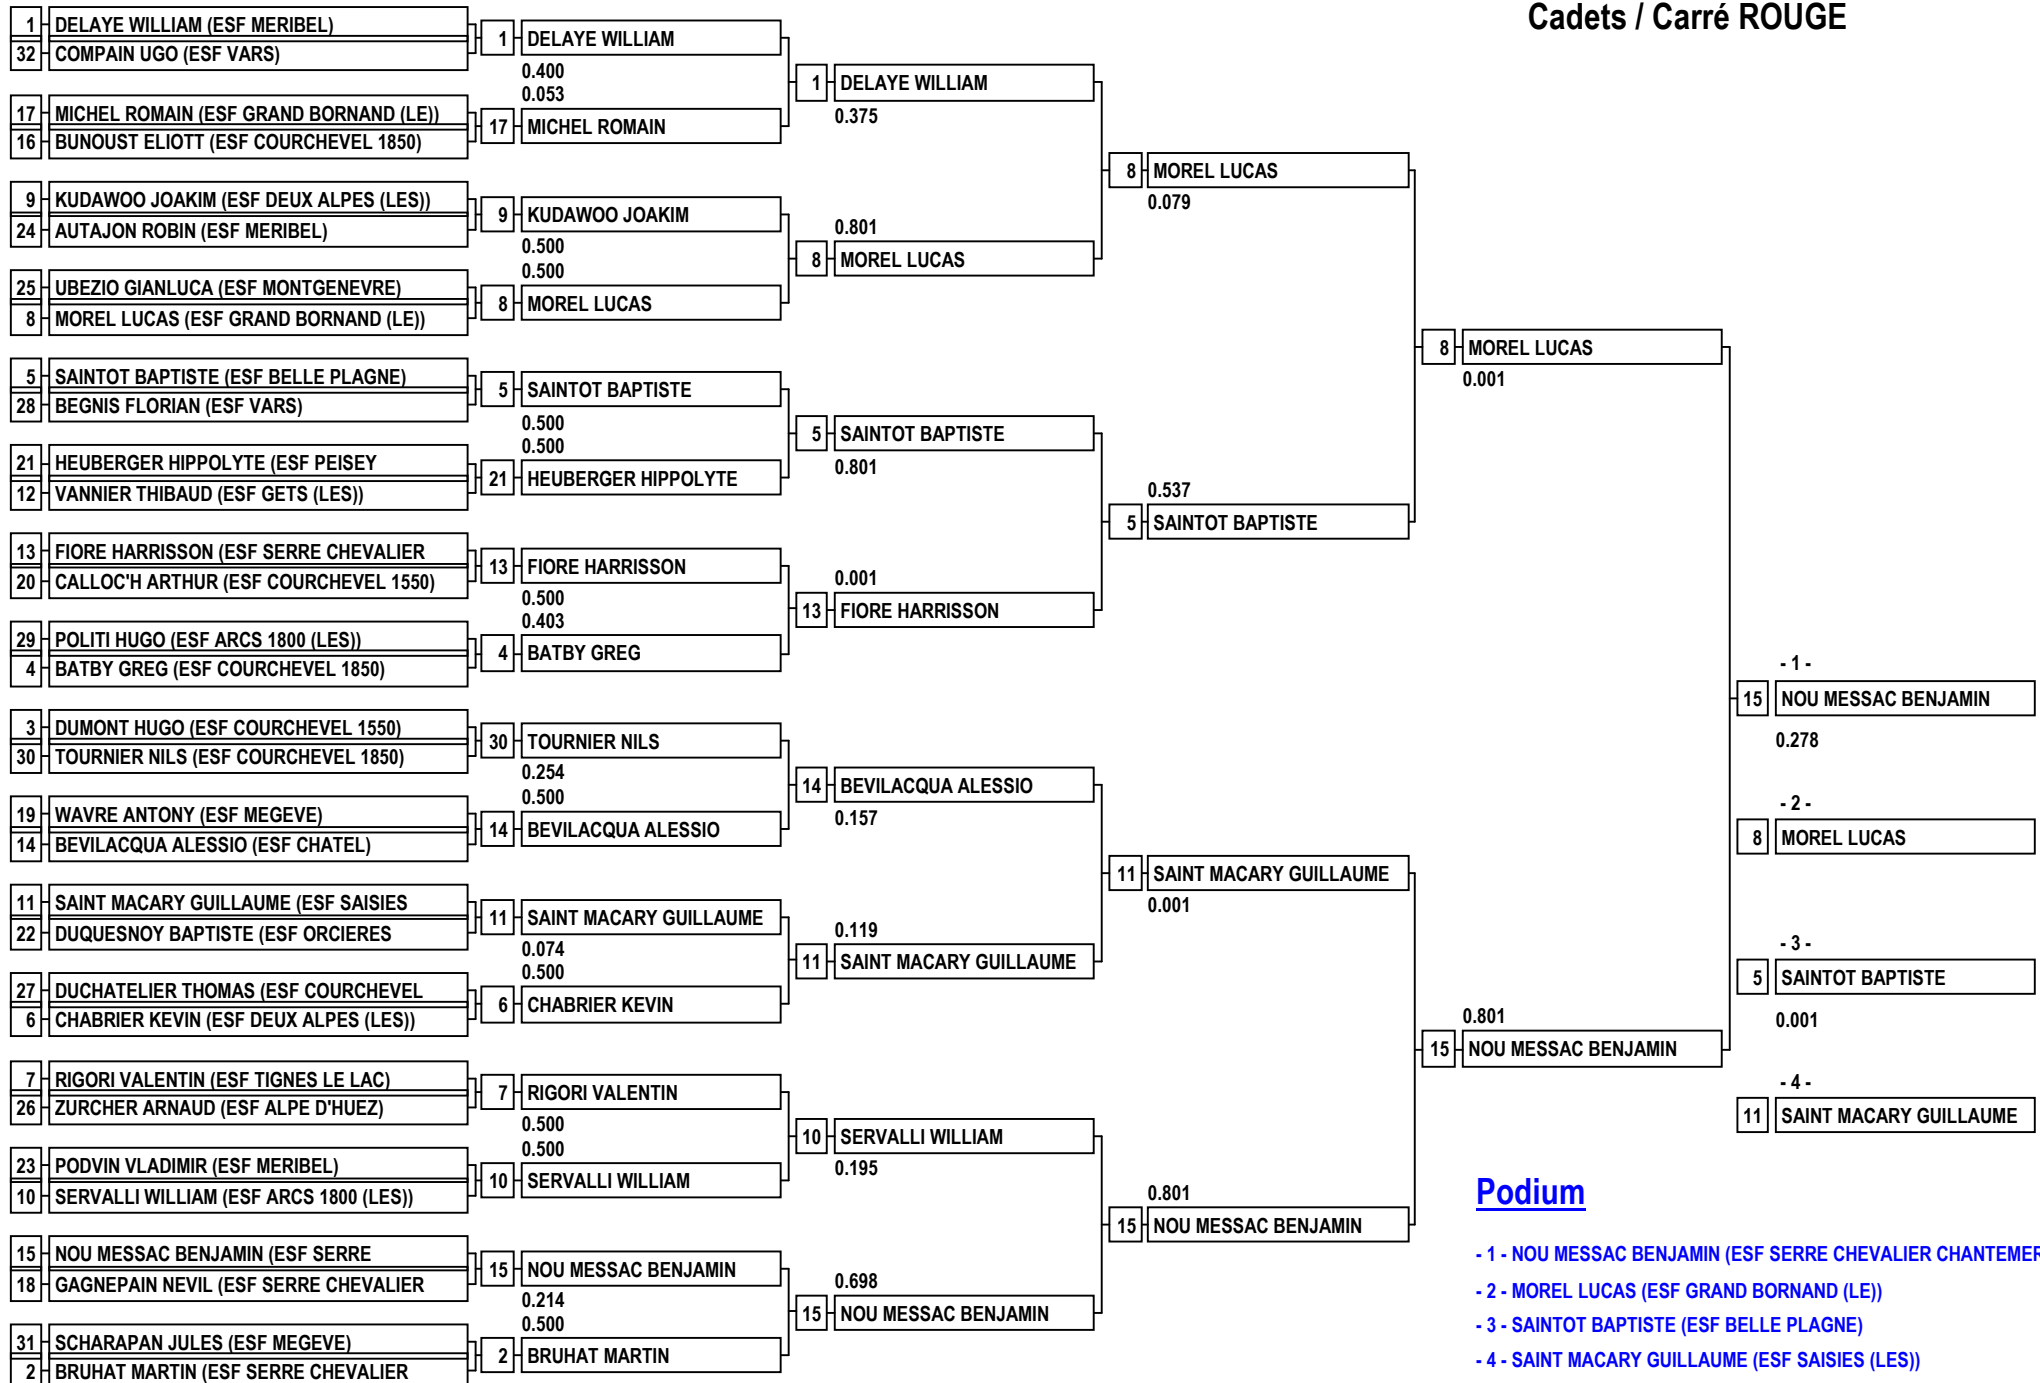 Cadets / Carré ROUGE
1 DELAYE WILLIAM (ESF MERIBEL)
32 COMPAIN UGO (ESF VARS)
17 MICHEL ROMAIN (ESF GRAND BORNAND (LE))
16 BUNOUST ELIOTT (ESF COURCHEVEL 1850)
9 KUDAWOO JOAKIM (ESF DEUX ALPES (LES))
24 AUTAJON ROBIN (ESF MERIBEL)
25 UBEZIO GIANLUCA (ESF MONTGENEVRE)
8 MOREL LUCAS (ESF GRAND BORNAND (LE))
5 SAINTOT BAPTISTE (ESF BELLE PLAGNE)
28 BEGNIS FLORIAN (ESF VARS)
21 HEUBERGER HIPPOLYTE (ESF PEISEY
12 VANNIER THIBAUD (ESF GETS (LES))
13 FIORE HARRISSON (ESF SERRE CHEVALIER
20 CALLOC'H ARTHUR (ESF COURCHEVEL 1550)
29 POLITI HUGO (ESF ARCS 1800 (LES))
4 BATBY GREG (ESF COURCHEVEL 1850)
3 DUMONT HUGO (ESF COURCHEVEL 1550)
30 TOURNIER NILS (ESF COURCHEVEL 1850)
19 WAVRE ANTONY (ESF MEGEVE)
14 BEVILACQUA ALESSIO (ESF CHATEL)
11 SAINT MACARY GUILLAUME (ESF SAISIES
22 DUQUESNOY BAPTISTE (ESF ORCIERES
27 DUCHATELIER THOMAS (ESF COURCHEVEL
6 CHABRIER KEVIN (ESF DEUX ALPES (LES))
7 RIGORI VALENTIN (ESF TIGNES LE LAC)
26 ZURCHER ARNAUD (ESF ALPE D'HUEZ)
23 PODVIN VLADIMIR (ESF MERIBEL)
10 SERVALLI WILLIAM (ESF ARCS 1800 (LES))
15 NOU MESSAC BENJAMIN (ESF SERRE
18 GAGNEPAIN NEVIL (ESF SERRE CHEVALIER
31 SCHARAPAN JULES (ESF MEGEVE)
2 BRUHAT MARTIN (ESF SERRE CHEVALIER
1 DELAYE WILLIAM
0.400
0.053
17 MICHEL ROMAIN
9 KUDAWOO JOAKIM
0.500
0.500
8 MOREL LUCAS
5 SAINTOT BAPTISTE
0.500
0.500
21 HEUBERGER HIPPOLYTE
13 FIORE HARRISSON
0.500
0.403
4 BATBY GREG
30 TOURNIER NILS
0.254
0.500
14 BEVILACQUA ALESSIO
11 SAINT MACARY GUILLAUME
0.074
0.500
6 CHABRIER KEVIN
7 RIGORI VALENTIN
0.500
0.500
10 SERVALLI WILLIAM
15 NOU MESSAC BENJAMIN
0.214
0.500
2 BRUHAT MARTIN
1 DELAYE WILLIAM
0.375
0.801
8 MOREL LUCAS
5 SAINTOT BAPTISTE
0.801
0.001
13 FIORE HARRISSON
14 BEVILACQUA ALESSIO
0.157
0.119
11 SAINT MACARY GUILLAUME
10 SERVALLI WILLIAM
0.195
0.698
15 NOU MESSAC BENJAMIN
8 MOREL LUCAS
0.079
0.537
5 SAINTOT BAPTISTE
11 SAINT MACARY GUILLAUME
0.001
0.801
15 NOU MESSAC BENJAMIN
8 MOREL LUCAS
0.001
0.801
15 NOU MESSAC BENJAMIN
- 1 -
15 NOU MESSAC BENJAMIN
0.278
- 2 -
8 MOREL LUCAS
- 3 -
5 SAINTOT BAPTISTE
0.001
- 4 -
11 SAINT MACARY GUILLAUME
Podium
- 1 - NOU MESSAC BENJAMIN (ESF SERRE CHEVALIER CHANTEMER
- 2 - MOREL LUCAS (ESF GRAND BORNAND (LE))
- 3 - SAINTOT BAPTISTE (ESF BELLE PLAGNE)
- 4 - SAINT MACARY GUILLAUME (ESF SAISIES (LES))